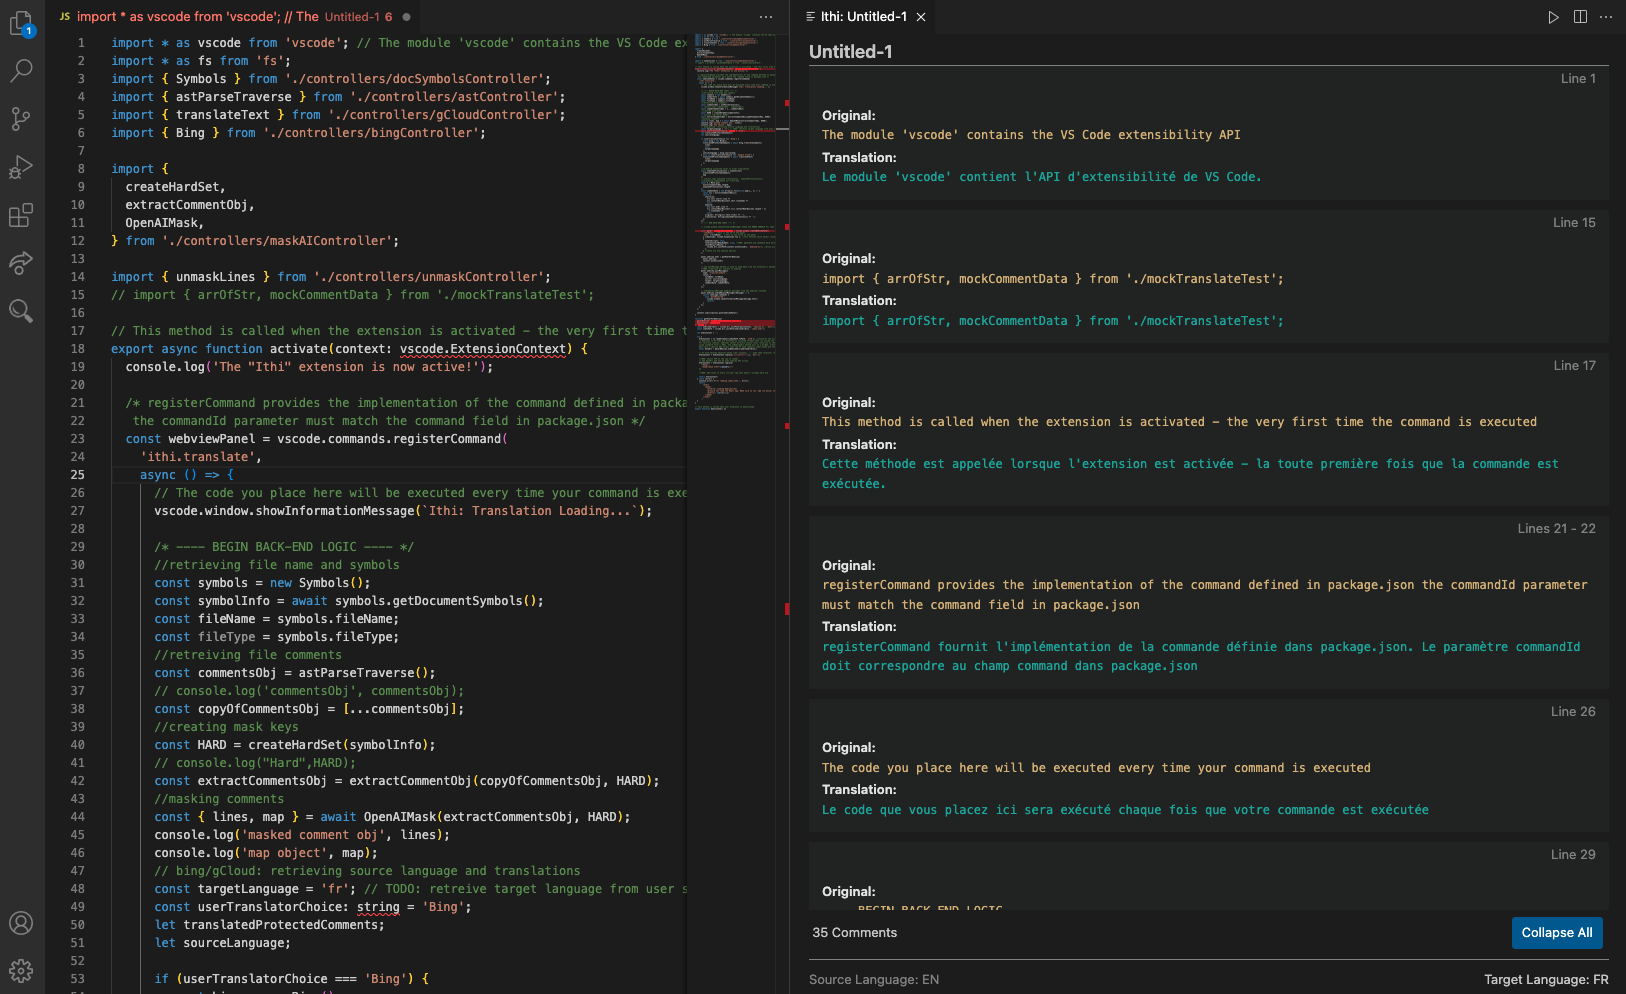 JS import * as vscode from 'vscode'; // The Untitled-1 6
1 import * as vscode from 'vscode'; // The module 'vscode' contains the VS Code ex
2 import * as fs from 'fs';
3 import { Symbols } from './controllers/docSymbolsController';
4 import { astParseTraverse } from './controllers/astController';
5 import { translateText } from './controllers/gCloudController';
6 import { Bing } from './controllers/bingController';
7
8 import {
9 createHardSet,
10 extractCommentObj,
11 OpenAIMask,
12 } from './controllers/maskAIController';
13
14 import { unmaskLines } from './controllers/unmaskController';
15 // import { arrOfStr, mockCommentData } from './mockTranslateTest';
16
17 // This method is called when the extension is activated – the very first time t
18 export async function activate(context: vscode.ExtensionContext) {
19 console.log('The "Ithi" extension is now active!');
20
21 /* registerCommand provides the implementation of the command defined in packa
22 the commandId parameter must match the command field in package.json */
23 const webviewPanel = vscode.commands.registerCommand(
24 'ithi.translate',
25 async () => {
26 // The code you place here will be executed every time your command is exe
27 vscode.window.showInformationMessage(`Ithi: Translation Loading...`);
28
29 /* ---- BEGIN BACK-END LOGIC ---- */
30 //retrieving file name and symbols
31 const symbols = new Symbols();
32 const symbolInfo = await symbols.getDocumentSymbols();
33 const fileName = symbols.fileName;
34 const fileType = symbols.fileType;
35 //retreiving file comments
36 const commentsObj = astParseTraverse();
37 // console.log('commentsObj', commentsObj);
38 const copyOfCommentsObj = [...commentsObj];
39 //creating mask keys
40 const HARD = createHardSet(symbolInfo);
41 // console.log("Hard",HARD);
42 const extractCommentsObj = extractCommentObj(copyOfCommentsObj, HARD);
43 //masking comments
44 const { lines, map } = await OpenAIMask(extractCommentsObj, HARD);
45 console.log('masked comment obj', lines);
46 console.log('map object', map);
47 // bing/gCloud: retrieving source language and translations
48 const targetLanguage = 'fr'; // TODO: retreive target language from user s
49 const userTranslatorChoice: string = 'Bing';
50 let translatedProtectedComments;
51 let sourceLanguage;
52
53 if (userTranslatorChoice === 'Bing') {
1
Ithi: Untitled-1
Untitled-1
Line 1
Original:
The module 'vscode' contains the VS Code extensibility API
Translation:
Le module 'vscode' contient l'API d'extensibilité de VS Code.
Line 15
Original:
import { arrOfStr, mockCommentData } from './mockTranslateTest';
Translation:
import { arrOfStr, mockCommentData } from './mockTranslateTest';
Line 17
Original:
This method is called when the extension is activated – the very first time the command is executed
Translation:
Cette méthode est appelée lorsque l'extension est activée – la toute première fois que la commande est
exécutée.
Lines 21 - 22
Original:
registerCommand provides the implementation of the command defined in package.json the commandId parameter
must match the command field in package.json
Translation:
registerCommand fournit l'implémentation de la commande définie dans package.json. Le paramètre commandId
doit correspondre au champ command dans package.json
Line 26
Original:
The code you place here will be executed every time your command is executed
Translation:
Le code que vous placez ici sera exécuté chaque fois que votre commande est exécutée
Line 29
Original:
BEGIN BACK-END LOGIC
35 Comments
Collapse All
Source Language: EN
Target Language: FR